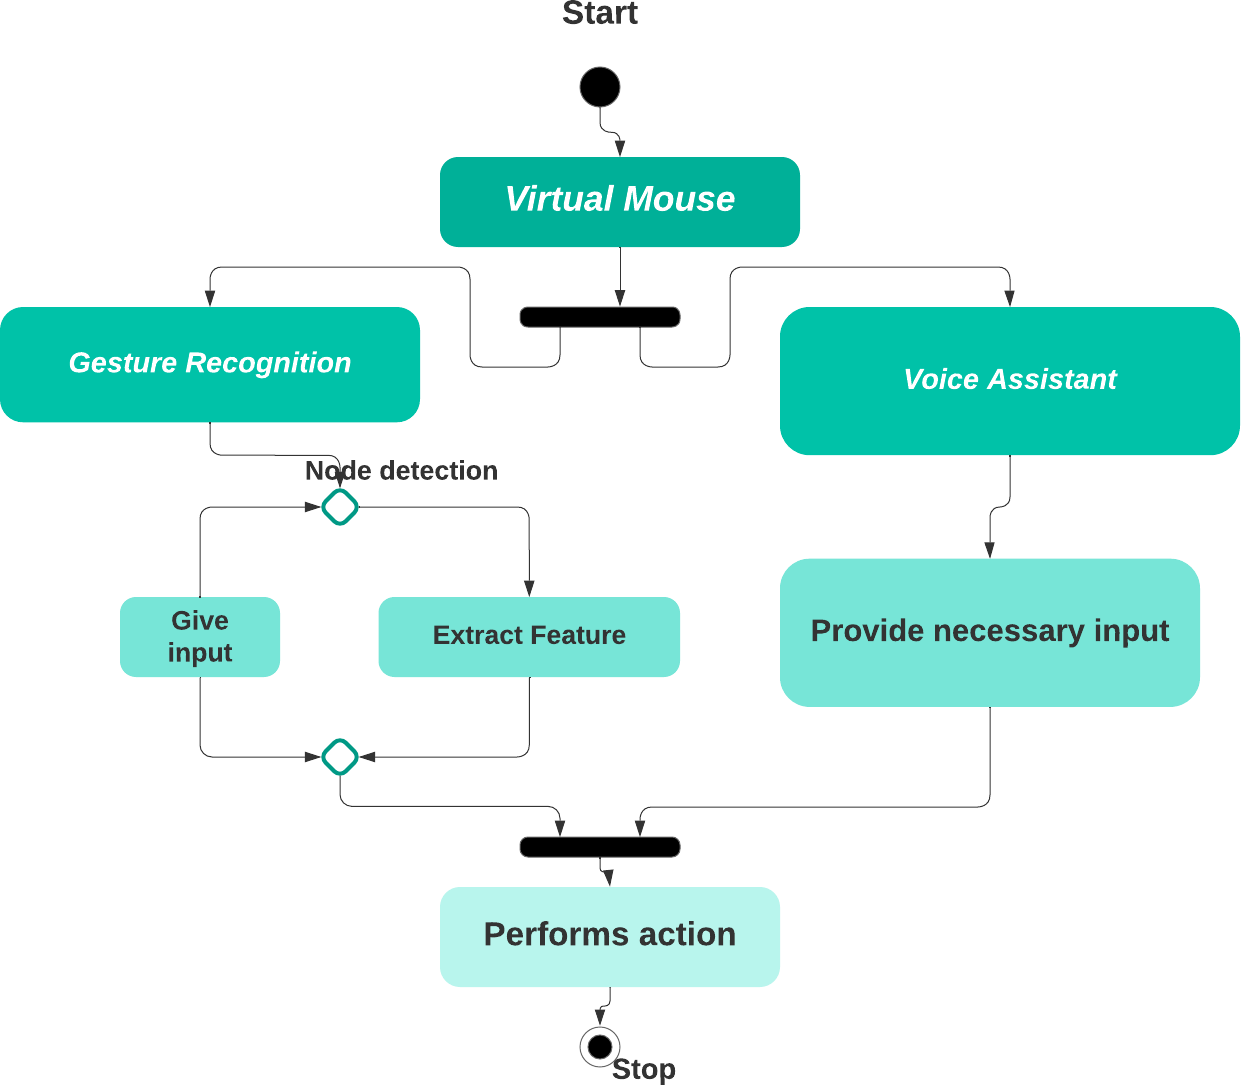 Start
Virtual Mouse
Gesture Recognition
Voice Assistant
Node detection
Give
input
Extract Feature
Provide necessary input
Performs action
Stop